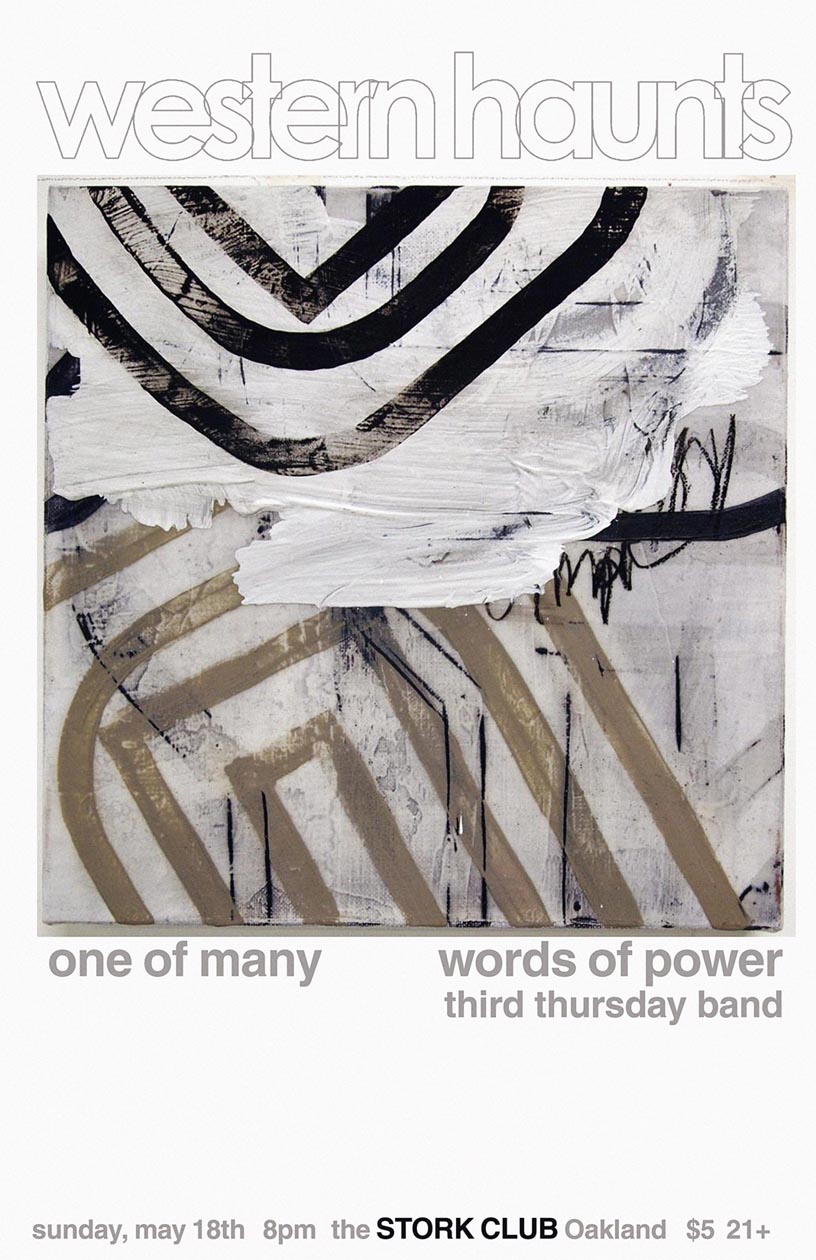 western haunts
one of many
words of power
third thursday band
sunday, may 18th 8pm the STORK CLUB Oakland $5 21+